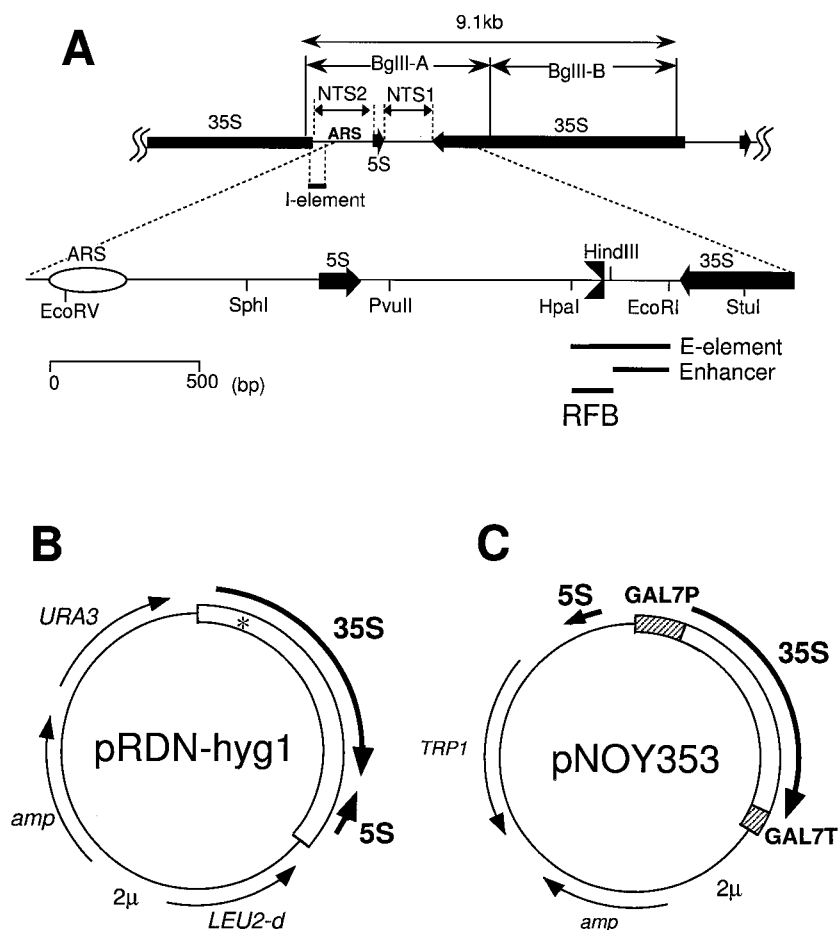 A
9.1kb
BglII-A
BglII-B
NTS2
NTS1
35S
ARS
5S
35S
I-element
ARS
5S
HindIII
35S
EcoRV
SphI
PvuII
HpaI
EcoRI
StuI
E-element
Enhancer
RFB
0 500 (bp)
B
URA3
35S
*
pRDN-hyg1
amp
5S
2μ
LEU2-d
C
5S
GAL7P
35S
TRP1
pNOY353
GAL7T
2μ
amp